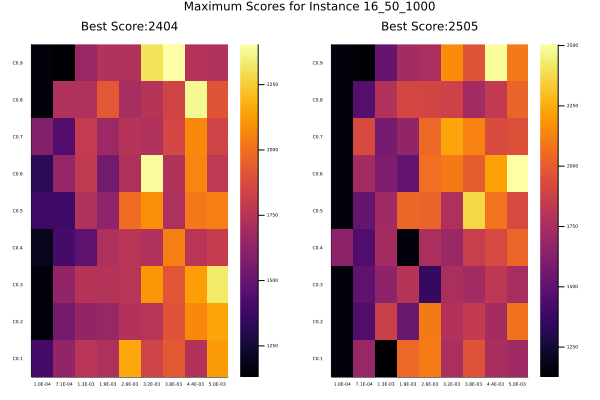 Maximum Scores for Instance 16_50_1000
Best Score:2404
Best Score:2505
C0.9
C0.8
C0.7
C0.6
C0.5
C0.4
C0.3
C0.2
C0.1
1.0E-04 7.1E-04 1.3E-03 1.9E-03 2.6E-03 3.2E-03 3.8E-03 4.4E-03 5.0E-03
2250
2000
1750
1500
1250
C0.9
C0.8
C0.7
C0.6
C0.5
C0.4
C0.3
C0.2
C0.1
1.0E-04 7.1E-04 1.3E-03 1.9E-03 2.6E-03 3.2E-03 3.8E-03 4.4E-03 5.0E-03
2500
2250
2000
1750
1500
1250